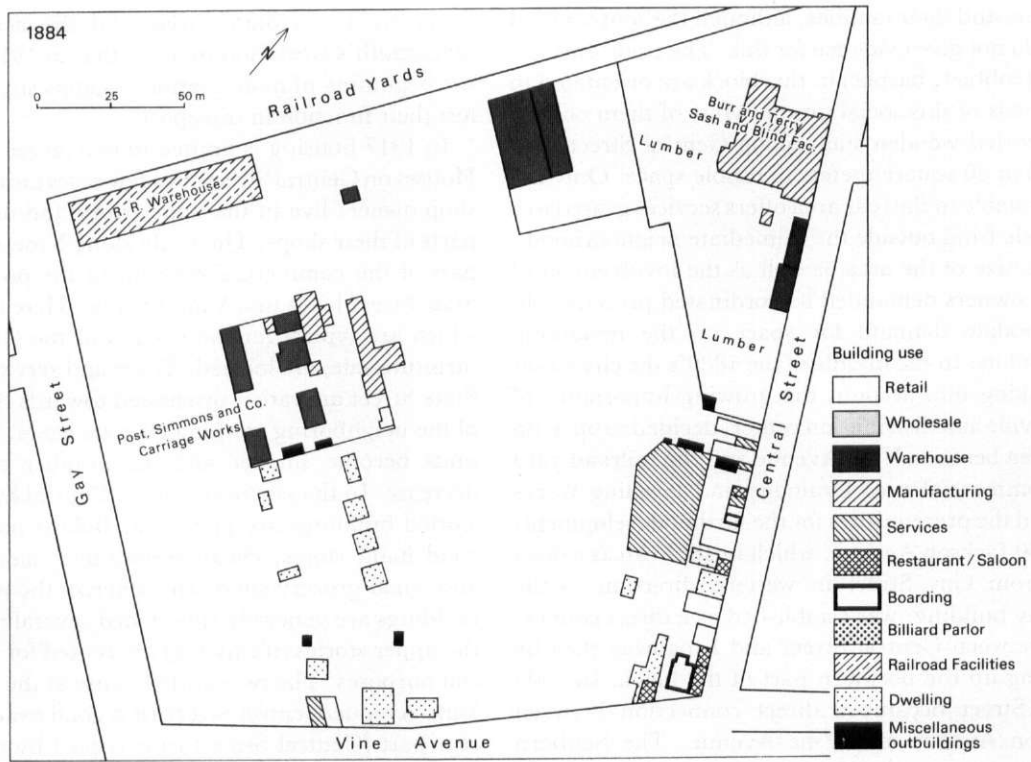 1884
N
0 25 50 m
Railroad Yards
R. R. Warehouse
Burr and Terry
Sash and Blind Fac.
Lumber
Lumber
Post, Simmons and Co.
Carriage Works
Gary Street
Central Street
Vine Avenue
Building use
Retail
Wholesale
Warehouse
Manufacturing
Services
Restaurant/Saloon
Boarding
Billiard Parlor
Railroad Facilities
Dwelling
Miscellaneous
outbuildings